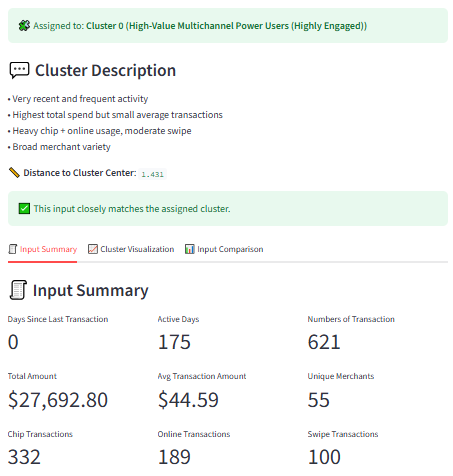 Assigned to: Cluster 0 (High-Value Multichannel Power Users (Highly Engaged))
Cluster Description
• Very recent and frequent activity
• Highest total spend but small average transactions
• Heavy chip + online usage, moderate swipe
• Broad merchant variety
Distance to Cluster Center: 1.431
This input closely matches the assigned cluster.
Input Summary Cluster Visualization Input Comparison
Input Summary
Days Since Last Transaction Active Days Numbers of Transaction
0 175 621
Total Amount Avg Transaction Amount Unique Merchants
$27,692.80 $44.59 55
Chip Transactions Online Transactions Swipe Transactions
332 189 100